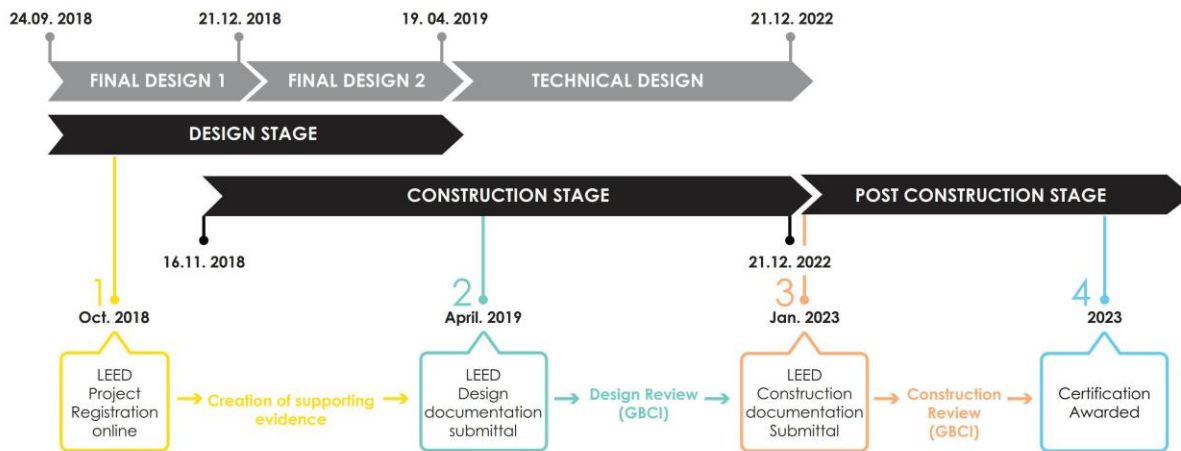 24.09. 2018
21.12. 2018
19. 04. 2019
21.12. 2022
FINAL DESIGN 1
FINAL DESIGN 2
TECHNICAL DESIGN
DESIGN STAGE
CONSTRUCTION STAGE
POST CONSTRUCTION STAGE
16.11. 2018
21.12. 2022
1
Oct. 2018
2
April. 2019
3
Jan. 2023
4
2023
LEED
Project
Registration
online
Creation of supporting
evidence
LEED
Design
documentation
submittal
Design Review
(GBCI)
LEED
Construction
documentation
Submittal
Construction
Review
(GBCI)
Certification
Awarded